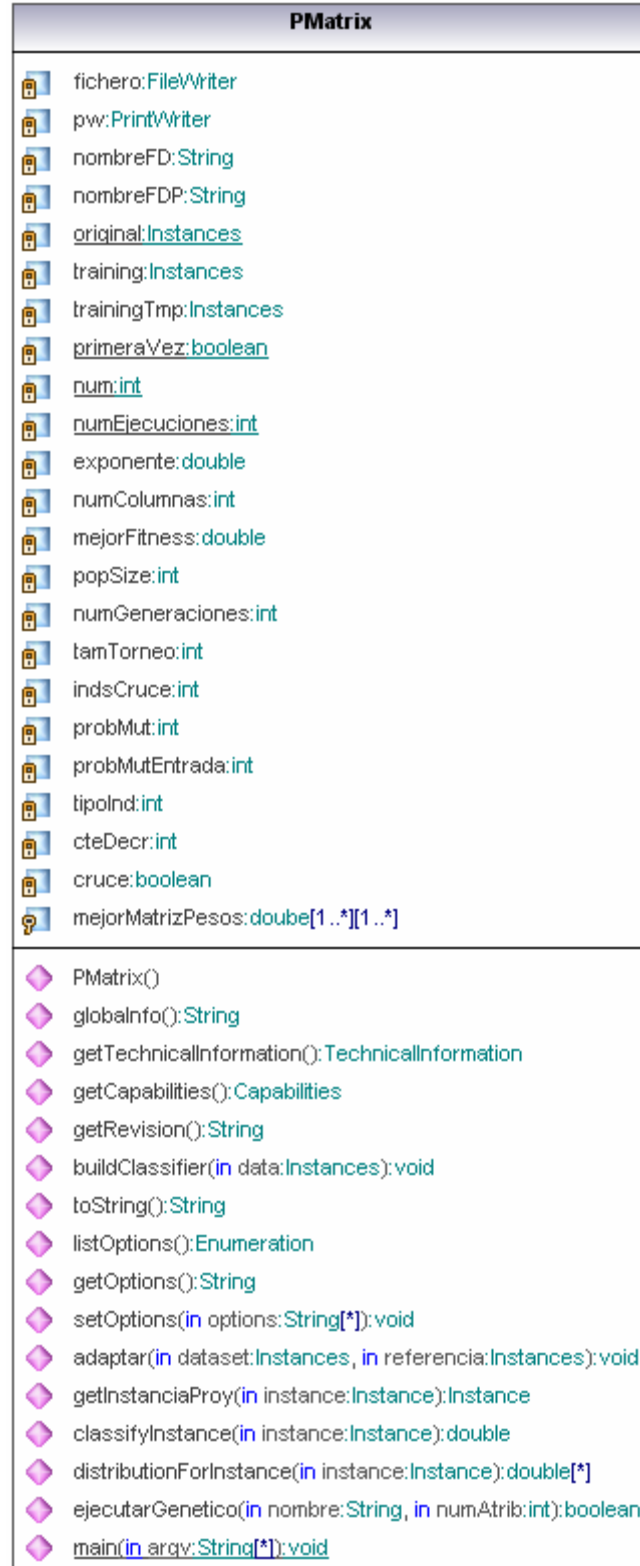 PMatrix
fichero:FileWriter
pw:PrintWriter
nombreFD:String
nombreFDP:String
original:Instances
training:Instances
trainingTmp:Instances
primeraVez:boolean
num:int
numEjecuciones:int
exponente:double
numColumnas:int
mejorFitness:double
popSize:int
numGeneraciones:int
tamTorneo:int
indsCruce:int
probMut:int
probMutEntrada:int
tipoInd:int
cteDecr:int
cruce:boolean
mejorMatrizPesos:doube[1..*][1..*]
PMatrix()
globalInfo():String
getTechnicalInformation():TechnicalInformation
getCapabilities():Capabilities
getRevision():String
buildClassifier(in data:Instances):void
toString():String
listOptions():Enumeration
getOptions():String
setOptions(in options:String[*]):void
adaptar(in dataset:Instances, in referencia:Instances):void
getInstanciaProy(in instance:Instance):Instance
classifyInstance(in instance:Instance):double
distributionForInstance(in instance:Instance):double[*]
ejecutarGenetico(in nombre:String, in numAtrib:int):boolean
main(in argv:String[*]):void